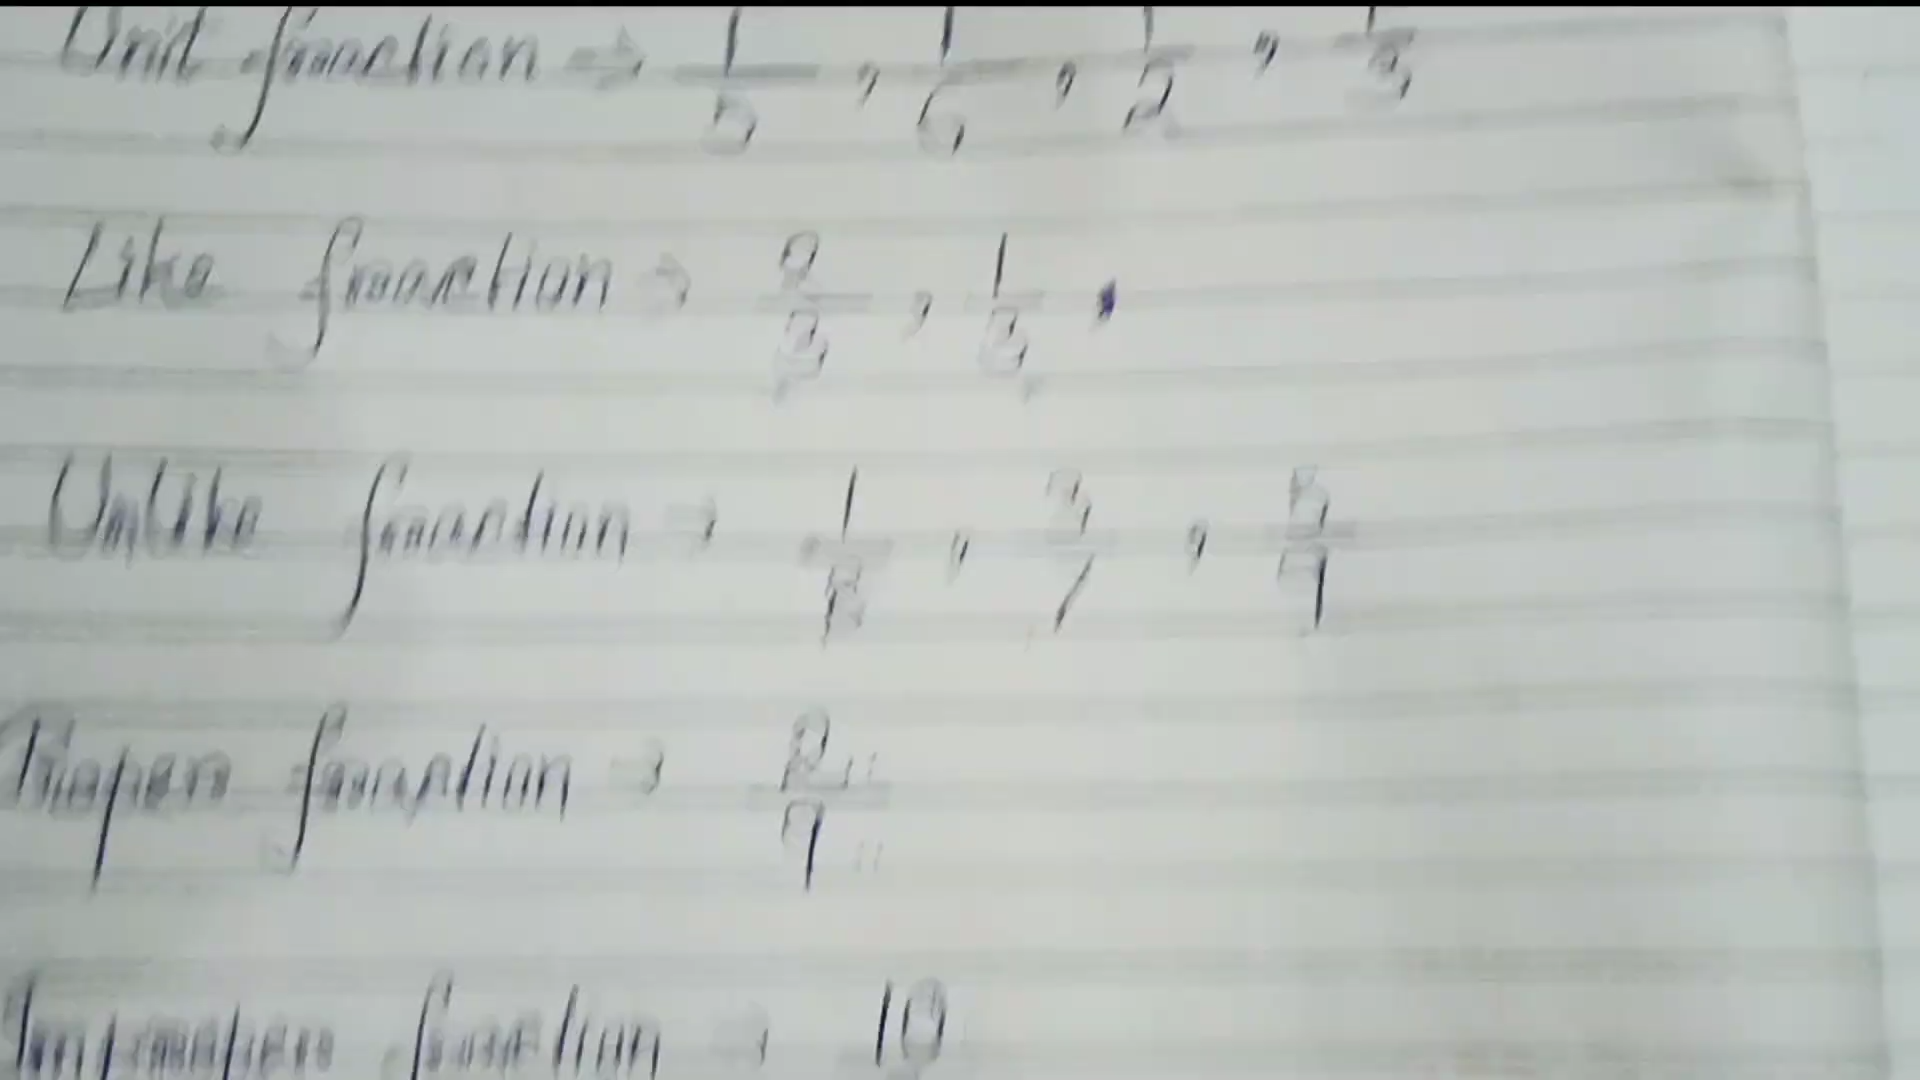 Unit fraction → 1/5 , 1/6 , 1/2 , 1/3
Like fraction → 2/3 , 1/3 ,
Unlike fraction → 1/8 , 3/7 , 5/9
Proper fraction → 2/9
Improper fraction → 10